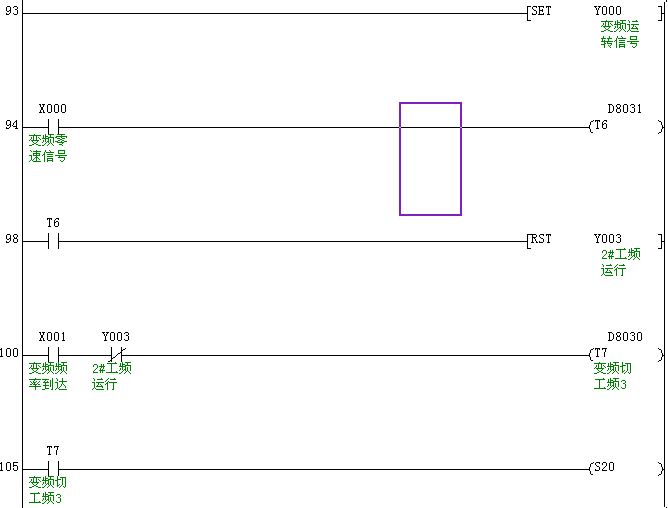 93 [SET Y000 ]
变频运
转信号
X000 D8031
94 (T6 )
变频零
速信号
T6
98 [RST Y003 ]
2#工频
运行
X001 Y003 D8030
100 (T7 )
变频频 2#工频 变频切
率到达 运行 工频3
T7
105 (S20 )
变频切
工频3